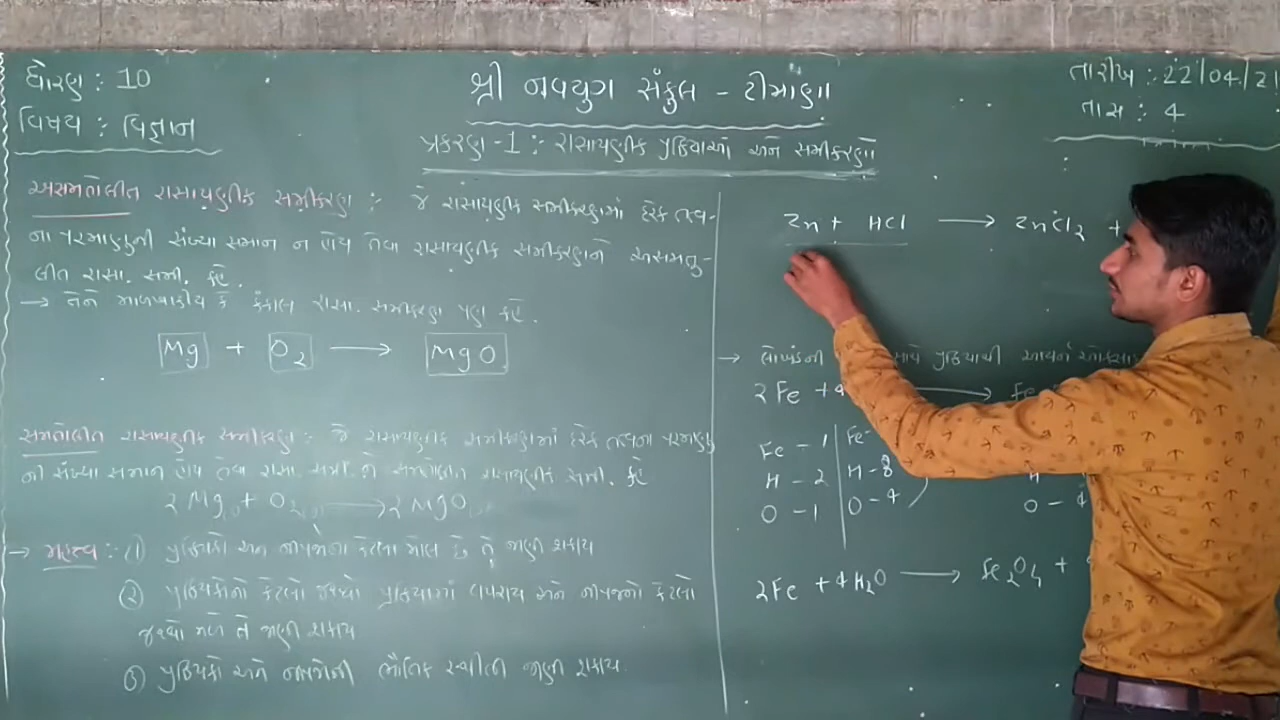 ધોરણ : 10
વિષય : વિજ્ઞાન
શ્રી નવયુગ સંકુલ - ટીમાણા
પ્રકરણ -1 :- રાસાયણીક પ્રક્રિયાઓ અને સમીકરણો
તારીખ :- 22/04/21
તાસ : 4
અસમતોલીત રાસાયણીક સમીકરણ :- જે રાસાયણીક સમીકરણમાં દરેક તત્વ-
ના પરમાણુની સંખ્યા સમાન ન હોય તેવા રાસાયણીક સમીકરણને અસમતુ-
લીત રાસા. સમી. કહે.
→ તેને માળખાકીય કે કંકાલ રાસા. સમીકરણ પણ કહે.
Mg + O₂ → MgO
સમતોલીત રાસાયણીક સમીકરણ :- જે રાસાયણીક સમીકરણમાં દરેક તત્વના પરમાણુ
ની સંખ્યા સમાન હોય તેવા રાસા. સમી. ને સમતોલીત રાસાયણીક સમી. કહે
2Mg + O₂ → 2MgO
→ મહત્વ :- (1) પ્રક્રિયકો અને નીપજોના કેટલા મોલ છે તે જાણી શકાય
(2) પ્રક્રિયકોનો કેટલો જથ્થો પ્રક્રિયામાં વપરાય અને નીપજનો કેટલો
જથ્થો મળે તે જાણી શકાય
(3) પ્રક્રિયકો અને નીપજોની ભૌતિક સ્થીતી જાણી શકાય.
Zn + HCl → ZnCl₂ +
→ લોખંડની સાથે પ્રક્રિયાથી
2Fe + 4 → Fe
Fe - 1 | Fe-
H - 2 | H - 8 H -
O - 1 | O - 4 O - 4
2Fe + 4H₂O → Fe₂O₄ +